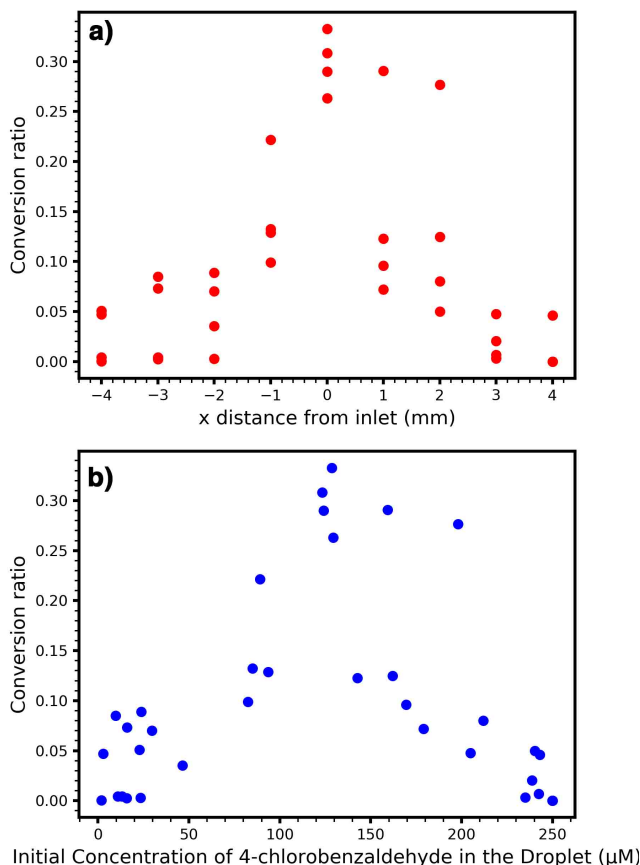 a)
0.30
0.25
0.20
0.15
0.10
0.05
0.00
Conversion ratio
−4 −3 −2 −1 0 1 2 3 4
x distance from inlet (mm)
b)
0.30
0.25
0.20
0.15
0.10
0.05
0.00
Conversion ratio
0 50 100 150 200 250
Initial Concentration of 4-chlorobenzaldehyde in the Droplet (μM)